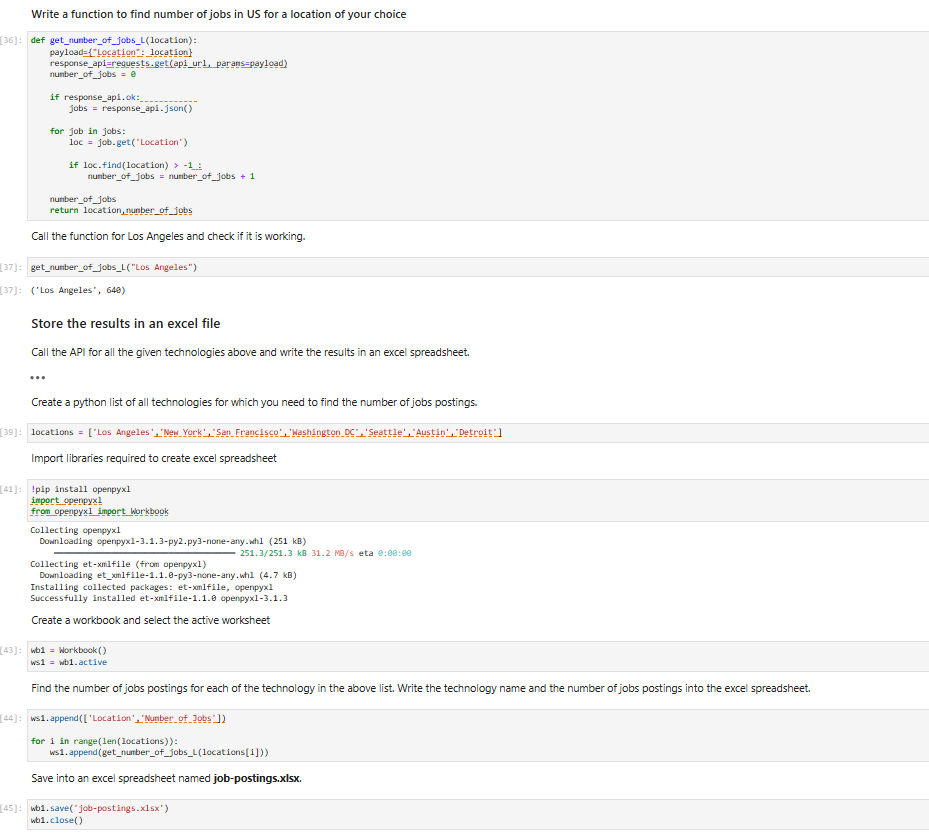 Write a function to find number of jobs in US for a location of your choice
[36]: def get_number_of_jobs_L(location):
payload={"Location": location}
response_api=requests.get(api_url, params=payload)
number_of_jobs = 0
if response_api.ok:
jobs = response_api.json()
for job in jobs:
loc = job.get('Location')
if loc.find(location) > -1 :
number_of_jobs = number_of_jobs + 1
number_of_jobs
return location,number_of_jobs
Call the function for Los Angeles and check if it is working.
[37]: get_number_of_jobs_L("Los Angeles")
[37]: ('Los Angeles', 640)
Store the results in an excel file
Call the API for all the given technologies above and write the results in an excel spreadsheet.
•••
Create a python list of all technologies for which you need to find the number of jobs postings.
[39]: locations = ['Los Angeles','New York','San Francisco','Washington DC','Seattle','Austin','Detroit']
Import libraries required to create excel spreadsheet
[41]: !pip install openpyxl
import openpyxl
from openpyxl import Workbook
Collecting openpyxl
Downloading openpyxl-3.1.3-py2.py3-none-any.whl (251 kB)
251.3/251.3 kB 31.2 MB/s eta 0:00:00
Collecting et-xmlfile (from openpyxl)
Downloading et_xmlfile-1.1.0-py3-none-any.whl (4.7 kB)
Installing collected packages: et-xmlfile, openpyxl
Successfully installed et-xmlfile-1.1.0 openpyxl-3.1.3
Create a workbook and select the active worksheet
[43]: wb1 = Workbook()
ws1 = wb1.active
Find the number of jobs postings for each of the technology in the above list. Write the technology name and the number of jobs postings into the excel spreadsheet.
[44]: ws1.append(['Location','Number of Jobs'])
for i in range(len(locations)):
ws1.append(get_number_of_jobs_L(locations[i]))
Save into an excel spreadsheet named job-postings.xlsx.
[45]: wb1.save('job-postings.xlsx')
wb1.close()